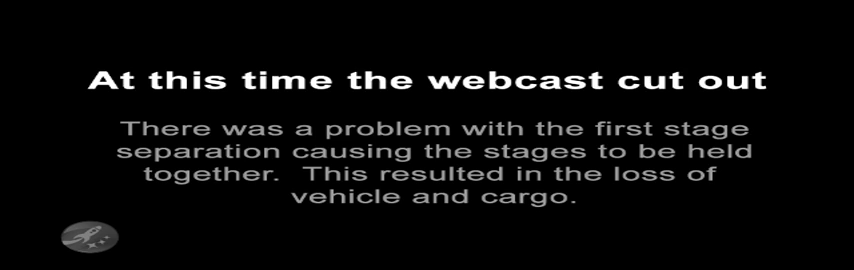 At this time the webcast cut out
There was a problem with the first stage
separation causing the stages to be held
together.  This resulted in the loss of
vehicle and cargo.